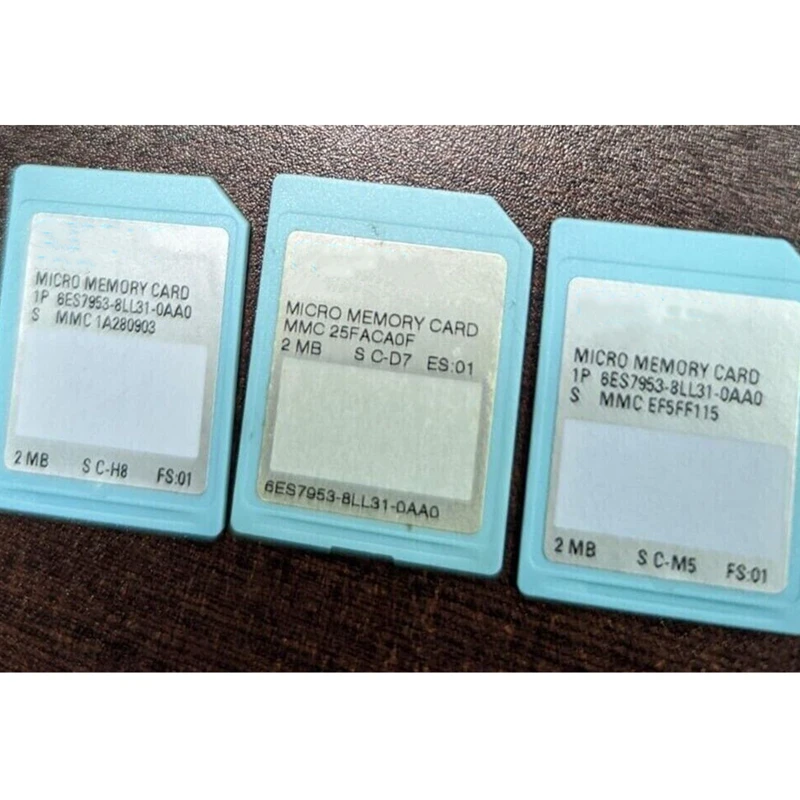 MICRO MEMORY CARD
1P 6ES7953-8LL31-0AA0
S MMC 1A280903
2 MB S C-H8 FS:01
MICRO MEMORY CARD
MMC 25FACA0F
2 MB S C-D7 ES:01
6ES7953-8LL31-0AA0
MICRO MEMORY CARD
1P 6ES7953-8LL31-0AA0
S MMC EF5FF115
2 MB S C-M5 FS:01